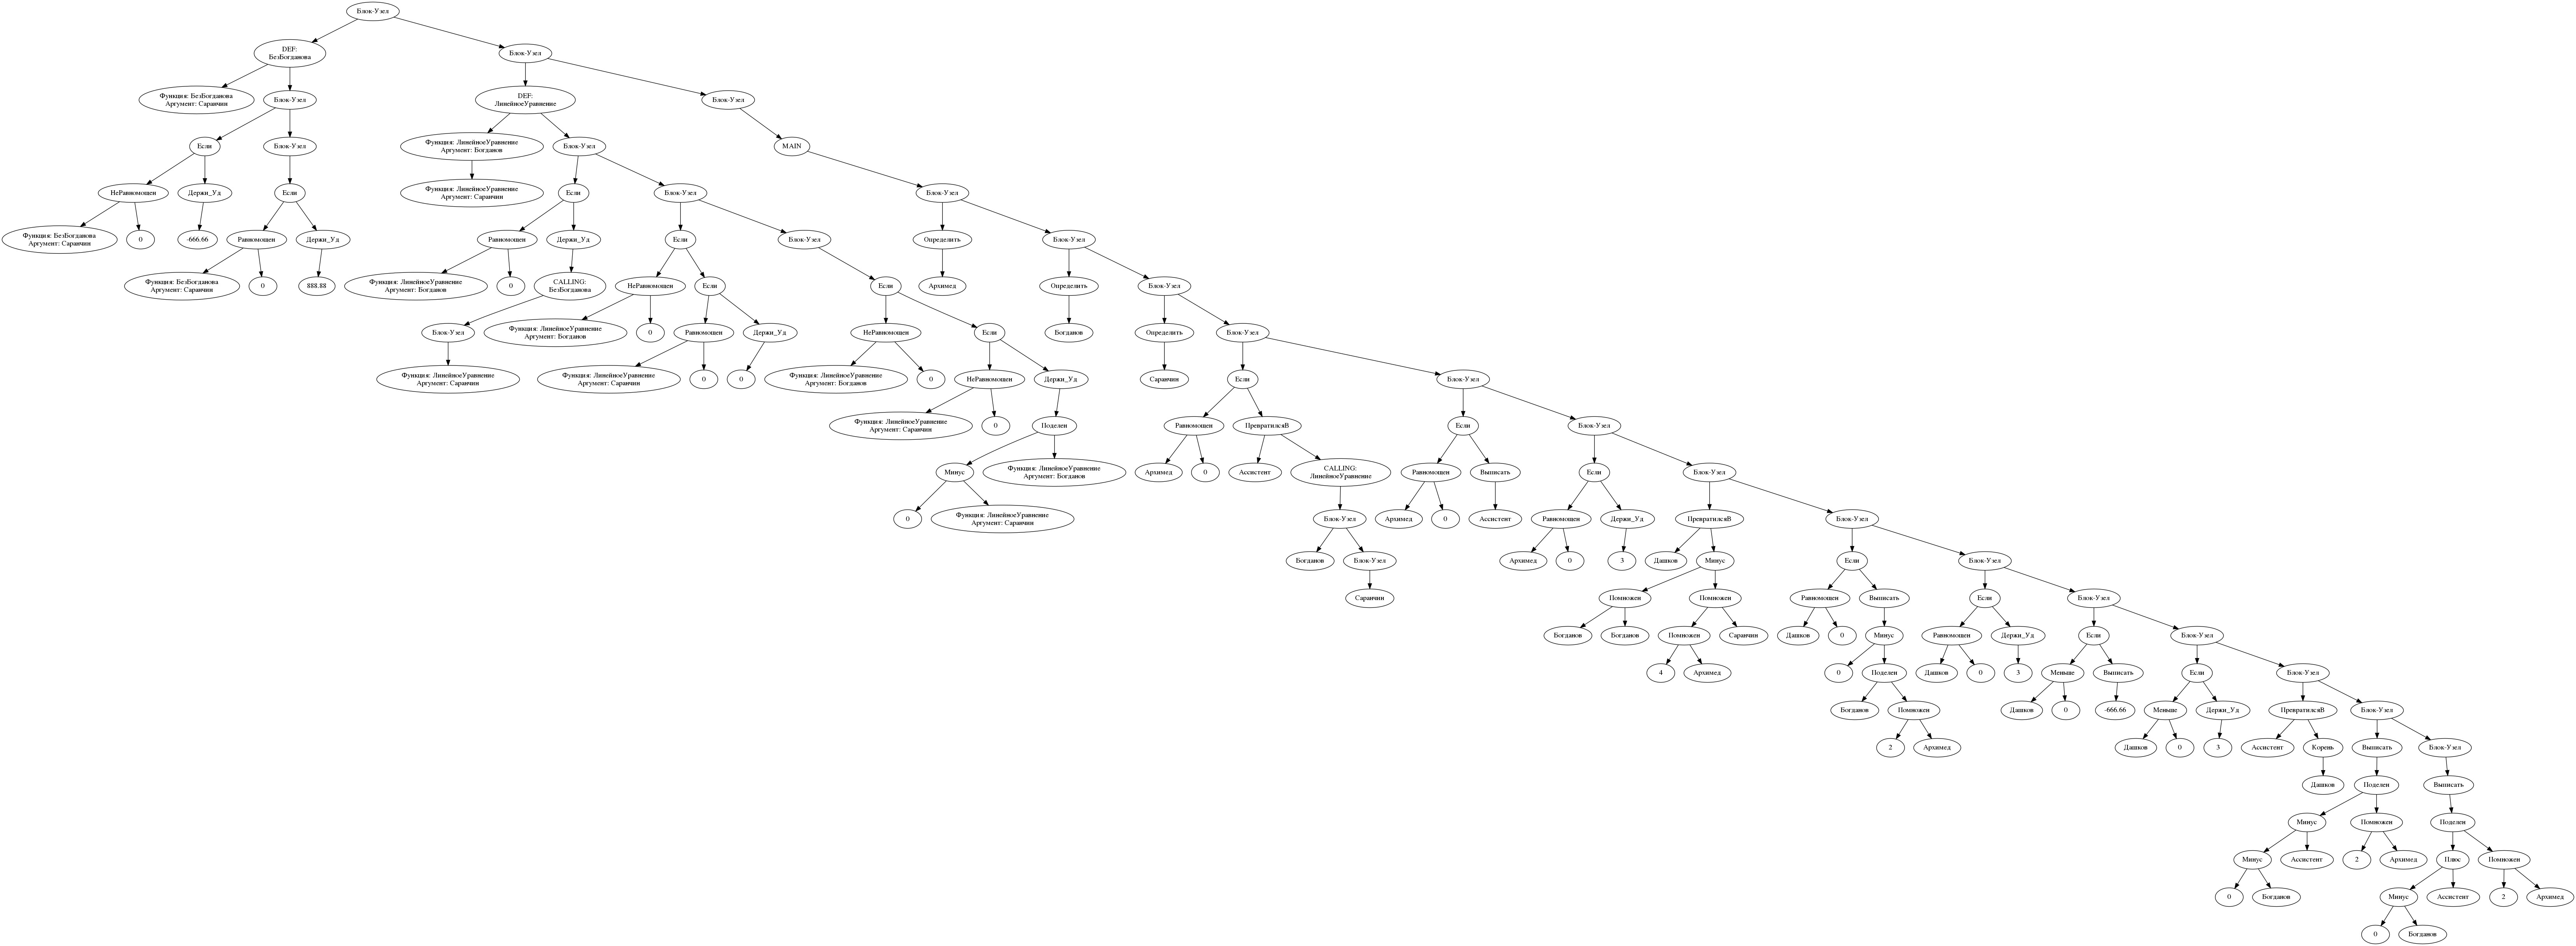 Блок-Узел
DEF:
БезБогданова
Блок-Узел
Функция: БезБогданова
Аргумент: Саранчин
Блок-Узел
DEF:
ЛинейноеУравнение
Блок-Узел
Если
Блок-Узел
Функция: ЛинейноеУравнение
Аргумент: Богданов
Блок-Узел
MAIN
НеРавномощен
Держи_Уд
Если
Функция: ЛинейноеУравнение
Аргумент: Саранчин
Если
Блок-Узел
Блок-Узел
Функция: БезБогданова
Аргумент: Саранчин
0
-666.66
Равномощен
Держи_Уд
Равномощен
Держи_Уд
Если
Блок-Узел
Определить
Блок-Узел
Функция: БезБогданова
Аргумент: Саранчин
0
888.88
Функция: ЛинейноеУравнение
Аргумент: Богданов
0
CALLING:
БезБогданова
НеРавномощен
Если
Если
Архимед
Определить
Блок-Узел
Блок-Узел
Функция: ЛинейноеУравнение
Аргумент: Богданов
0
Равномощен
Держи_Уд
НеРавномощен
Если
Богданов
Определить
Блок-Узел
Функция: ЛинейноеУравнение
Аргумент: Саранчин
Функция: ЛинейноеУравнение
Аргумент: Саранчин
0
0
Функция: ЛинейноеУравнение
Аргумент: Богданов
0
НеРавномощен
Держи_Уд
Саранчин
Если
Блок-Узел
Функция: ЛинейноеУравнение
Аргумент: Саранчин
0
Поделен
Равномощен
ПревратилсяВ
Если
Блок-Узел
Минус
Функция: ЛинейноеУравнение
Аргумент: Богданов
Архимед
0
Ассистент
CALLING:
ЛинейноеУравнение
Равномощен
Выписать
Если
Блок-Узел
0
Функция: ЛинейноеУравнение
Аргумент: Саранчин
Блок-Узел
Архимед
0
Ассистент
Равномощен
Держи_Уд
ПревратилсяВ
Блок-Узел
Богданов
Блок-Узел
Архимед
0
3
Дашков
Минус
Если
Блок-Узел
Саранчин
Помножен
Помножен
Равномощен
Выписать
Если
Блок-Узел
Богданов
Богданов
Помножен
Саранчин
Дашков
0
Минус
Равномощен
Держи_Уд
Если
Блок-Узел
4
Архимед
0
Поделен
Дашков
0
3
Меньше
Выписать
Если
Блок-Узел
Богданов
Помножен
Дашков
0
-666.66
Меньше
Держи_Уд
ПревратилсяВ
Блок-Узел
2
Архимед
Дашков
0
3
Ассистент
Корень
Выписать
Блок-Узел
Дашков
Поделен
Выписать
Минус
Помножен
Поделен
Минус
Ассистент
2
Архимед
Плюс
Помножен
0
Богданов
Минус
Ассистент
2
Архимед
0
Богданов